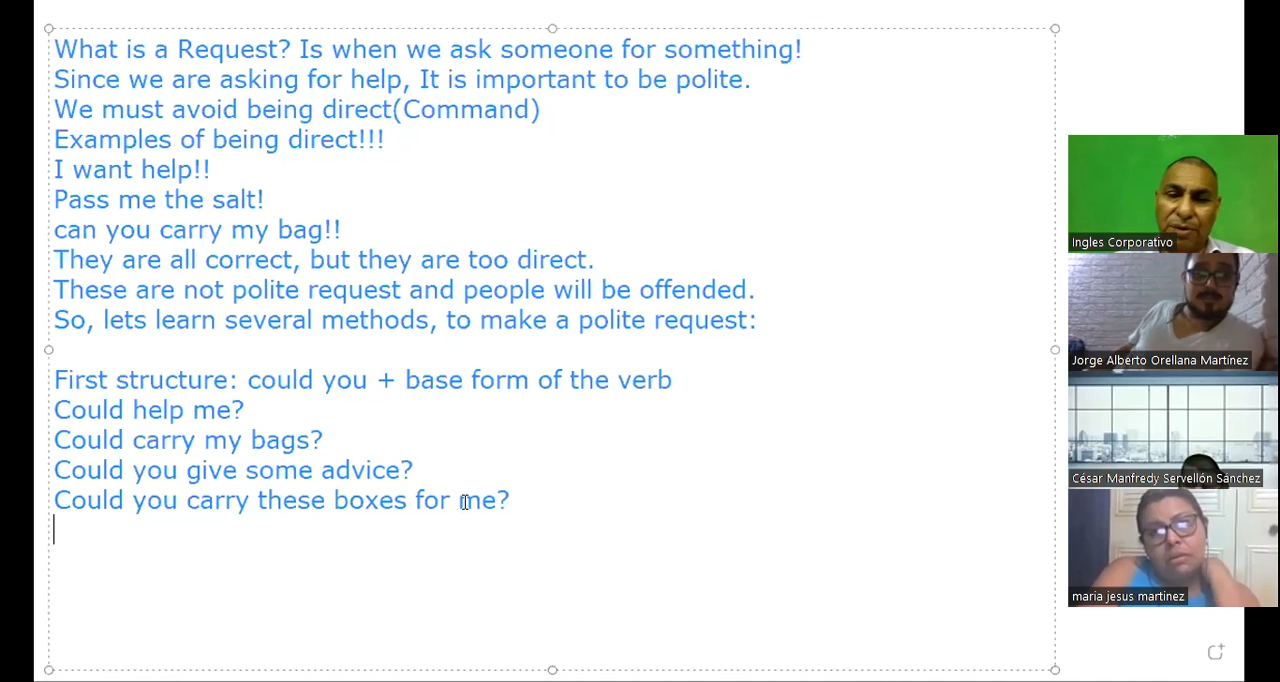 What is a Request? Is when we ask someone for something!
Since we are asking for help, It is important to be polite.
We must avoid being direct(Command)
Examples of being direct!!!
I want help!!
Pass me the salt!
can you carry my bag!!
They are all correct, but they are too direct.
These are not polite request and people will be offended.
So, lets learn several methods, to make a polite request:
First structure: could you + base form of the verb
Could help me?
Could carry my bags?
Could you give some advice?
Could you carry these boxes for me?
Ingles Corporativo
Jorge Alberto Orellana Martínez
César Manfredy Servellón Sánchez
maria jesus martinez